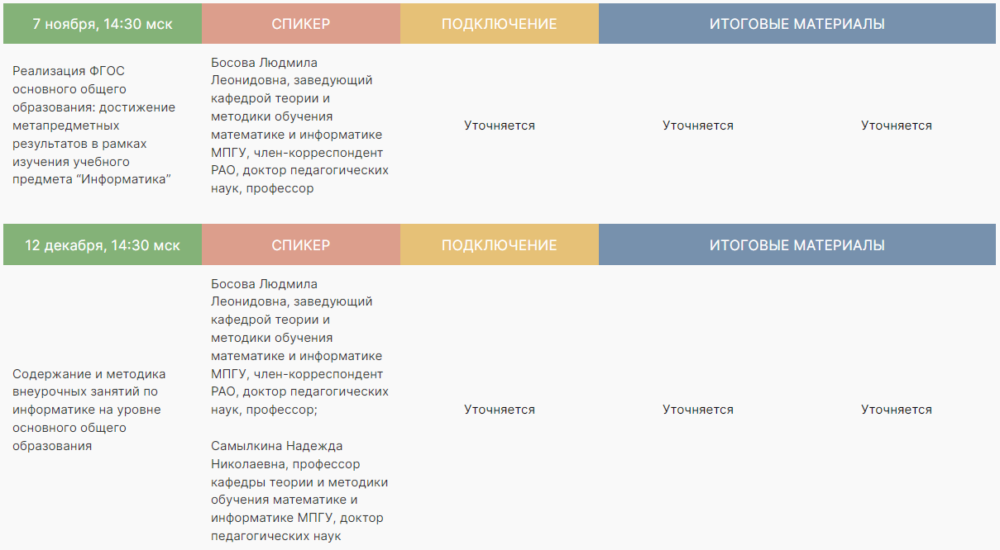 7 ноября, 14:30 мск
СПИКЕР
ПОДКЛЮЧЕНИЕ
ИТОГОВЫЕ МАТЕРИАЛЫ
Реализация ФГОС
основного общего
образования: достижение
метапредметных
результатов в рамках
изучения учебного
предмета “Информатика”
Босова Людмила
Леонидовна, заведующий
кафедрой теории и
методики обучения
математике и информатике
МПГУ, член-корреспондент
РАО, доктор педагогических
наук, профессор
Уточняется
Уточняется
Уточняется
12 декабря, 14:30 мск
СПИКЕР
ПОДКЛЮЧЕНИЕ
ИТОГОВЫЕ МАТЕРИАЛЫ
Содержание и методика
внеурочных занятий по
информатике на уровне
основного общего
образования
Босова Людмила
Леонидовна, заведующий
кафедрой теории и
методики обучения
математике и информатике
МПГУ, член-корреспондент
РАО, доктор педагогических
наук, профессор;
Самылкина Надежда
Николаевна, профессор
кафедры теории и методики
обучения математике и
информатике МПГУ, доктор
педагогических наук
Уточняется
Уточняется
Уточняется